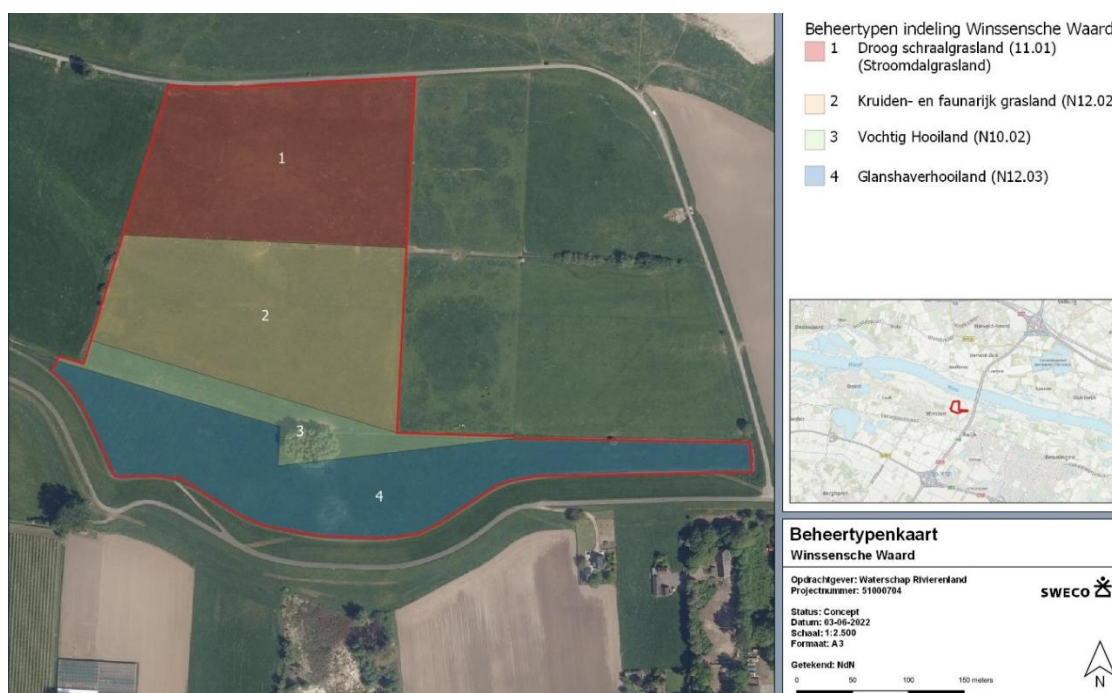 Beheertypen indeling Winssensche Waard
1 Droog schraalgrasland (11.01)
(Stroomdalgrasland)
2 Kruiden- en faunarijk grasland (N12.02
3 Vochtig Hooiland (N10.02)
4 Glanshaverhooiland (N12.03)
1
2
3
4
Beheertypenkaart
Winssensche Waard
Opdrachtgever: Waterschap Rivierenland
Projectnummer: 51000704
SWECO
Status: Concept
Datum: 03-06-2022
Schaal: 1:2.500
Formaat: A3
Getekend: NdN
0 50 100 150 meters
N